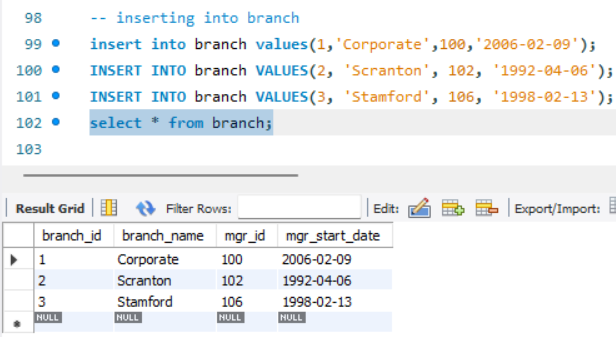 98 -- inserting into branch
99 insert into branch values(1,'Corporate',100,'2006-02-09');
100 INSERT INTO branch VALUES(2, 'Scranton', 102, '1992-04-06');
101 INSERT INTO branch VALUES(3, 'Stamford', 106, '1998-02-13');
102 select * from branch;
103
Result Grid Filter Rows: Edit: Export/Import:
branch_id branch_name mgr_id mgr_start_date
1 Corporate 100 2006-02-09
2 Scranton 102 1992-04-06
3 Stamford 106 1998-02-13
NULL NULL NULL NULL